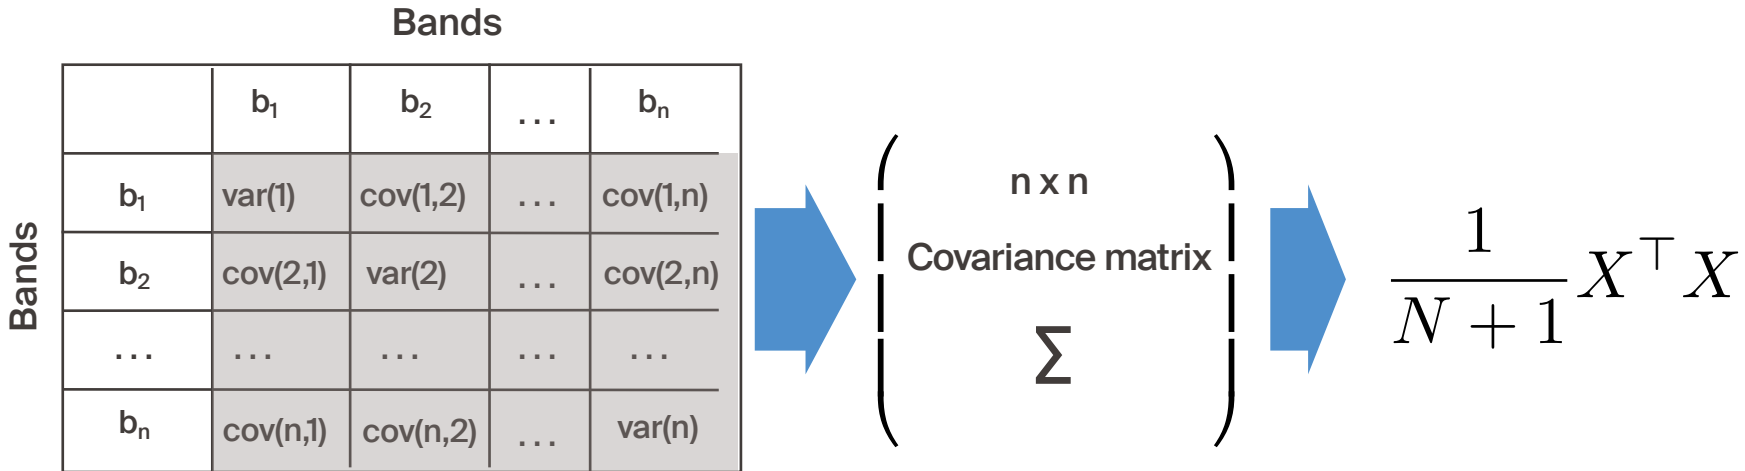 Bands
b₁ b₂ ... bₙ
Bands
b₁ var(1) cov(1,2) ... cov(1,n)
b₂ cov(2,1) var(2) ... cov(2,n)
... ... ... ... ...
bₙ cov(n,1) cov(n,2) ... var(n)
n x n
Covariance matrix
Σ
1
N + 1
X⊤ X